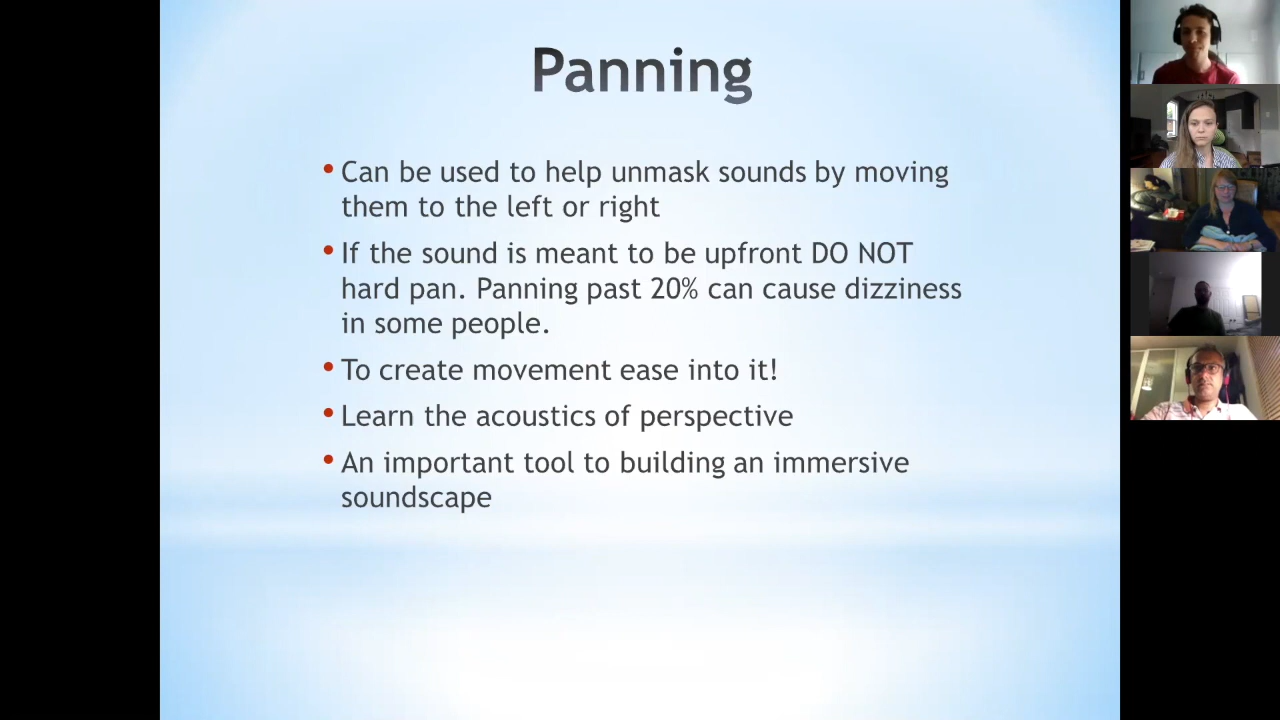 Panning
• Can be used to help unmask sounds by moving
them to the left or right
• If the sound is meant to be upfront DO NOT
hard pan. Panning past 20% can cause dizziness
in some people.
• To create movement ease into it!
• Learn the acoustics of perspective
• An important tool to building an immersive
soundscape